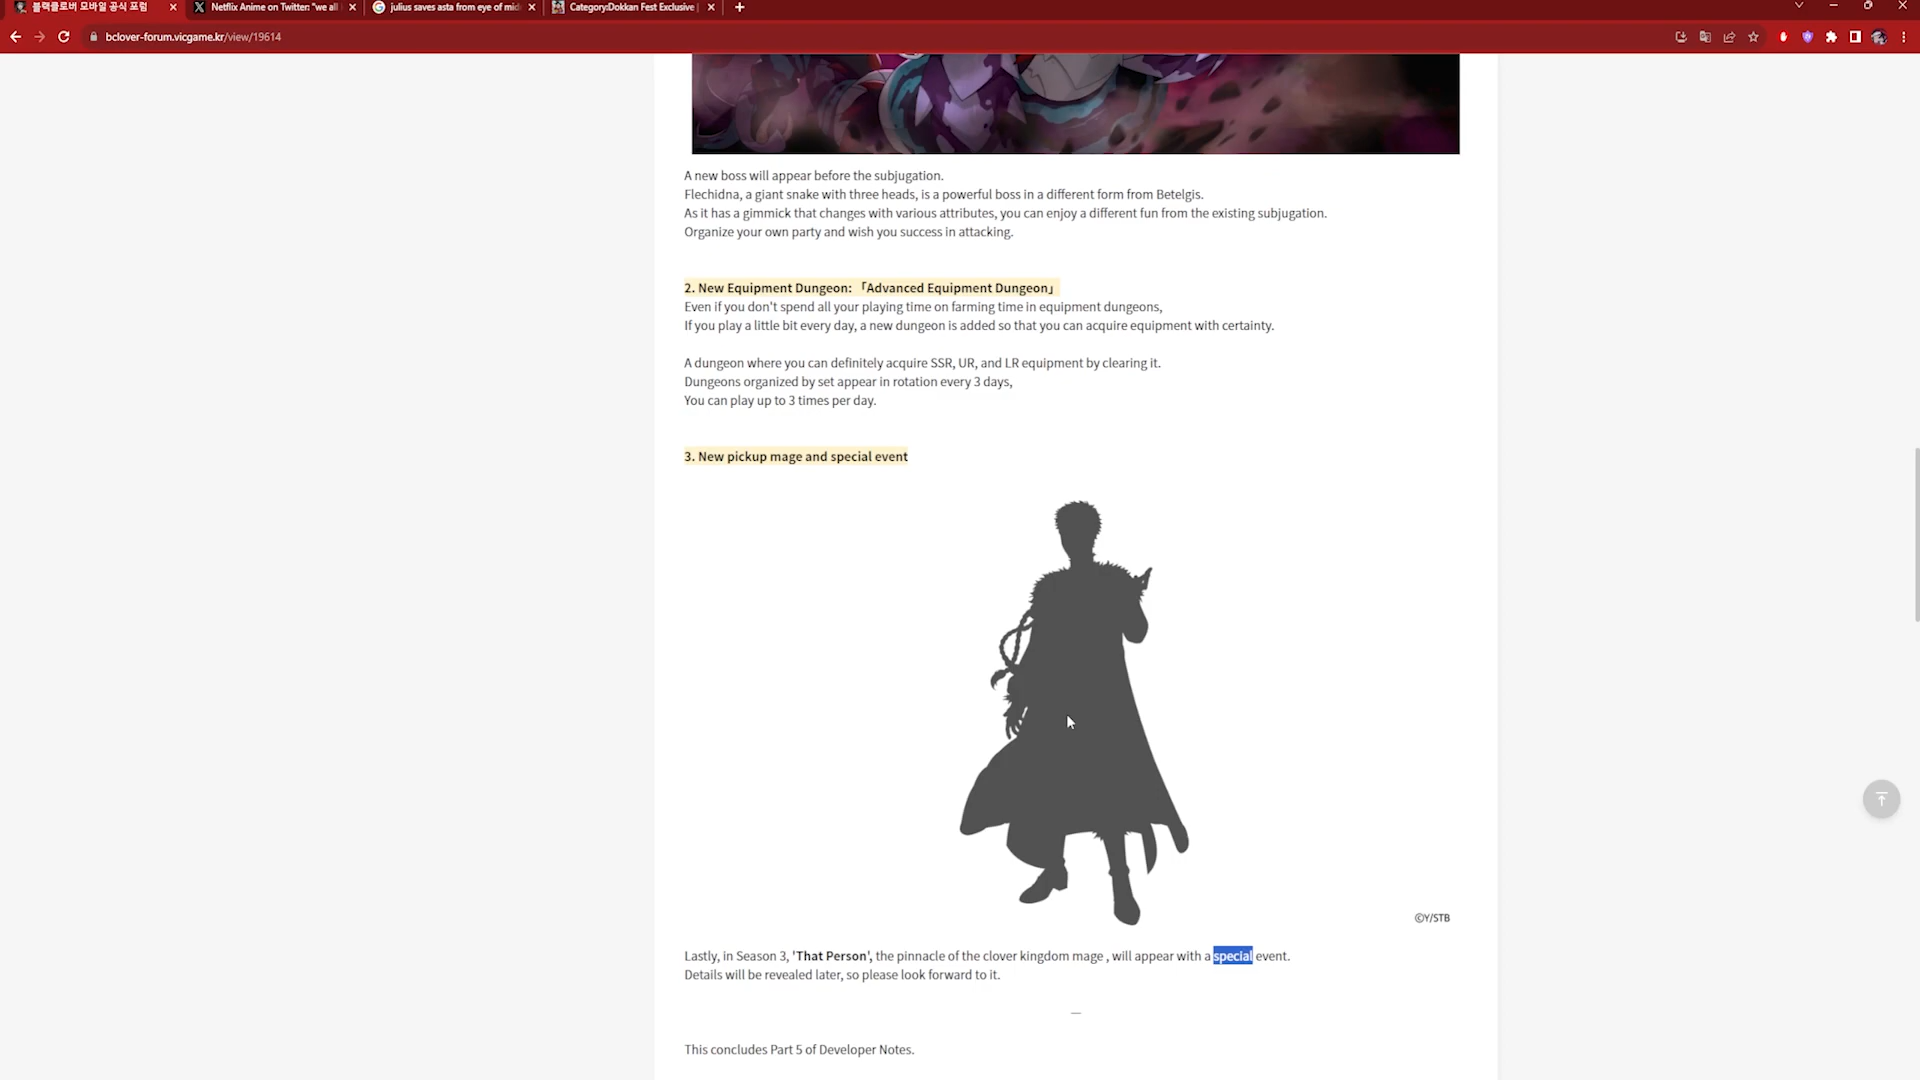 블랙클로버 모바일 공식 포럼
Netflix Anime on Twitter: "we all
julius saves asta from eye of mid
Category:Dokkan Fest Exclusive |
bclover-forum.vicgame.kr/view/19614
A new boss will appear before the subjugation.
Flechidna, a giant snake with three heads, is a powerful boss in a different form from Betelgis.
As it has a gimmick that changes with various attributes, you can enjoy a different fun from the existing subjugation.
Organize your own party and wish you success in attacking.
2. New Equipment Dungeon: 「Advanced Equipment Dungeon」
Even if you don't spend all your playing time on farming time in equipment dungeons,
If you play a little bit every day, a new dungeon is added so that you can acquire equipment with certainty.
A dungeon where you can definitely acquire SSR, UR, and LR equipment by clearing it.
Dungeons organized by set appear in rotation every 3 days,
You can play up to 3 times per day.
3. New pickup mage and special event
©Y/STB
Lastly, in Season 3, 'That Person', the pinnacle of the clover kingdom mage , will appear with a special event.
Details will be revealed later, so please look forward to it.
—
This concludes Part 5 of Developer Notes.